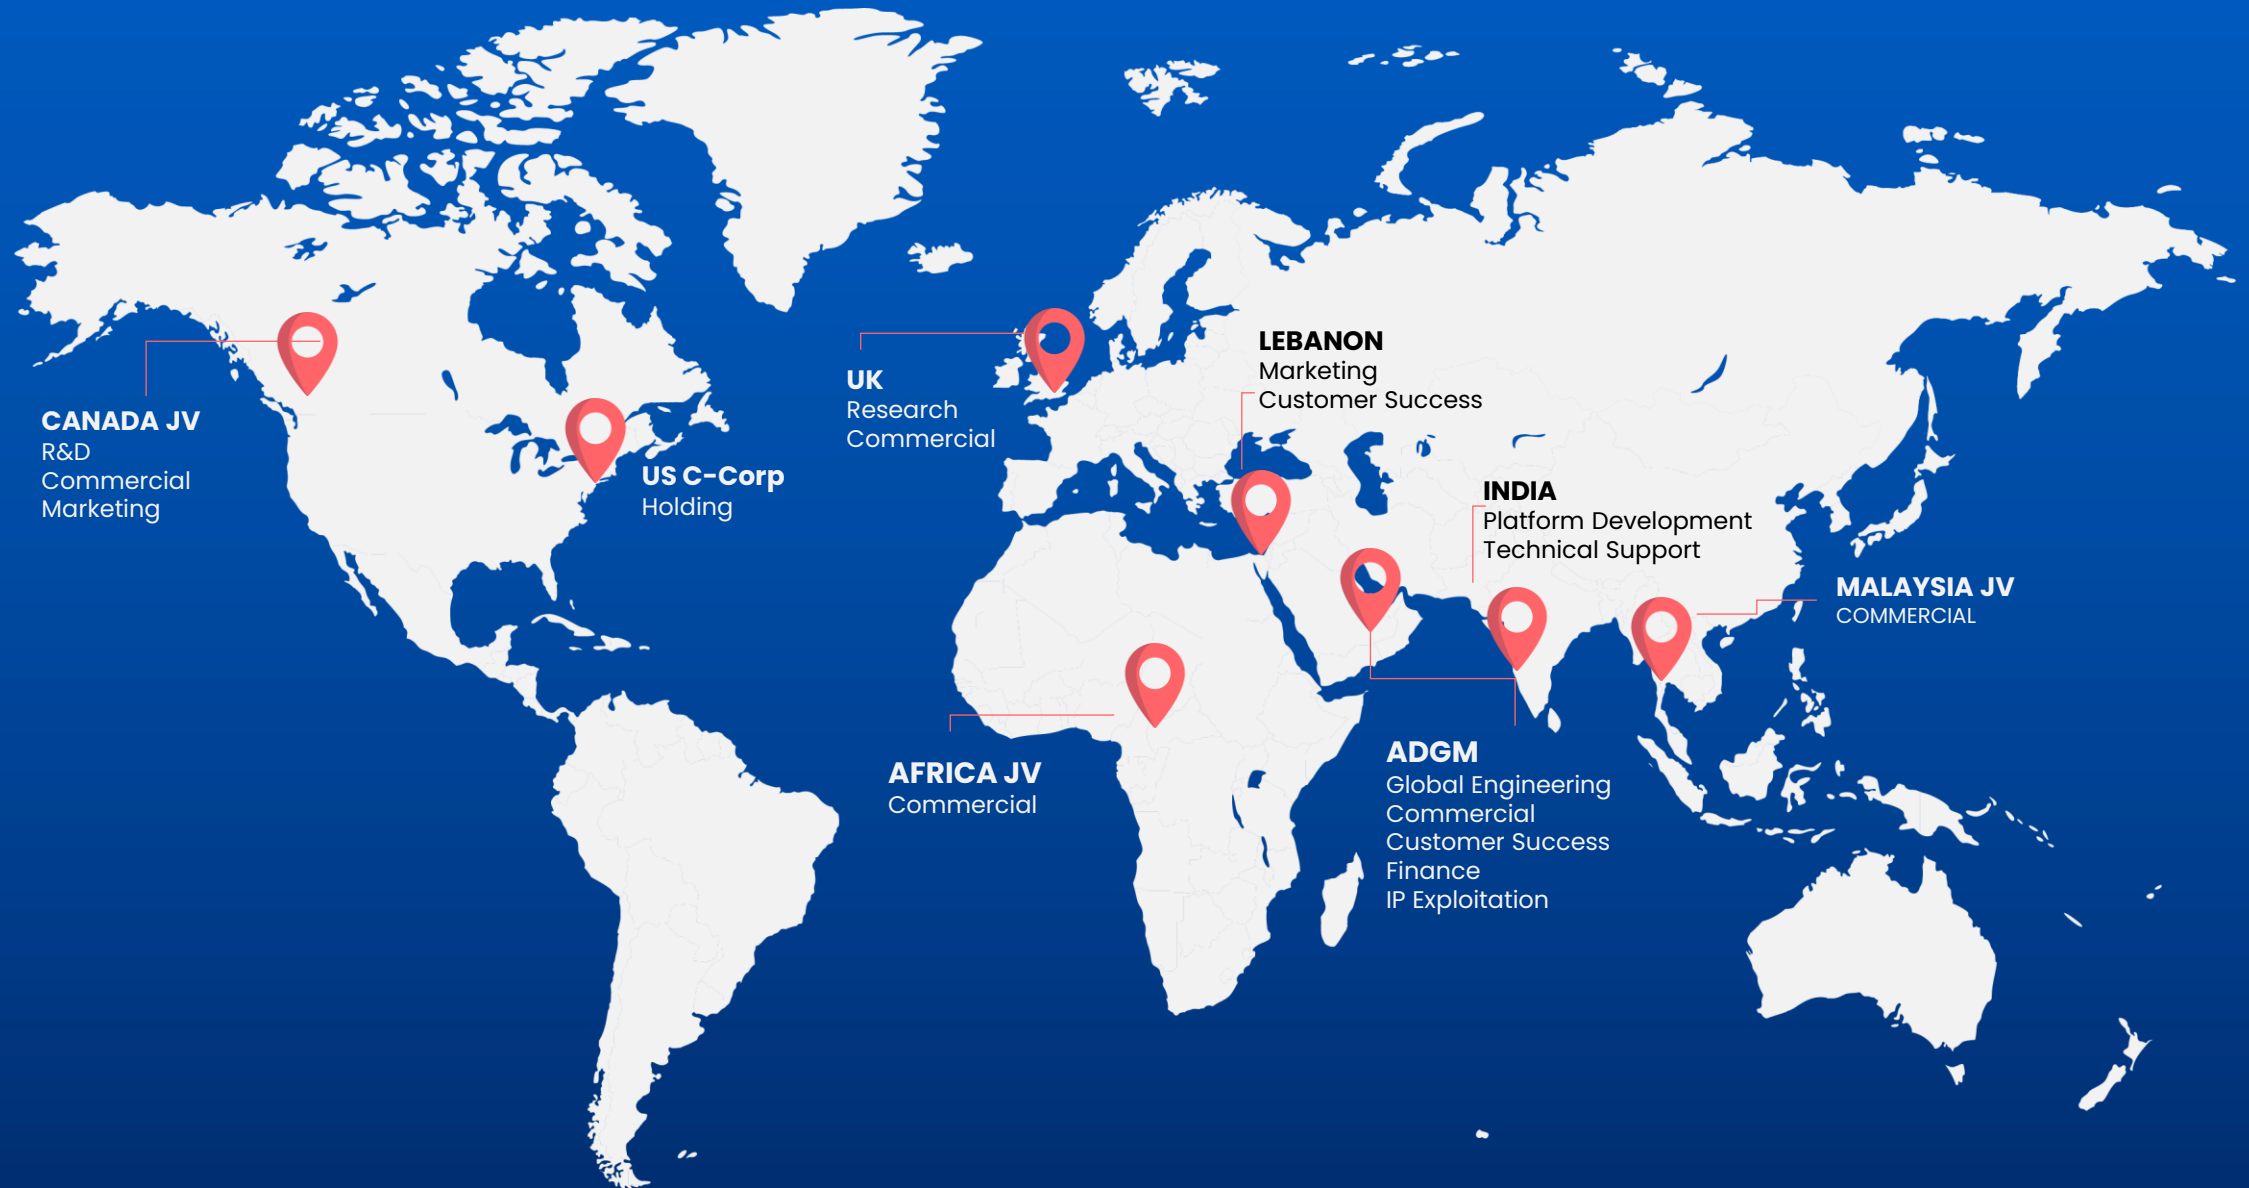 CANADA JV
R&D
Commercial
Marketing
US C-Corp
Holding
UK
Research
Commercial
LEBANON
Marketing
Customer Success
INDIA
Platform Development
Technical Support
MALAYSIA JV
COMMERCIAL
AFRICA JV
Commercial
ADGM
Global Engineering
Commercial
Customer Success
Finance
IP Exploitation